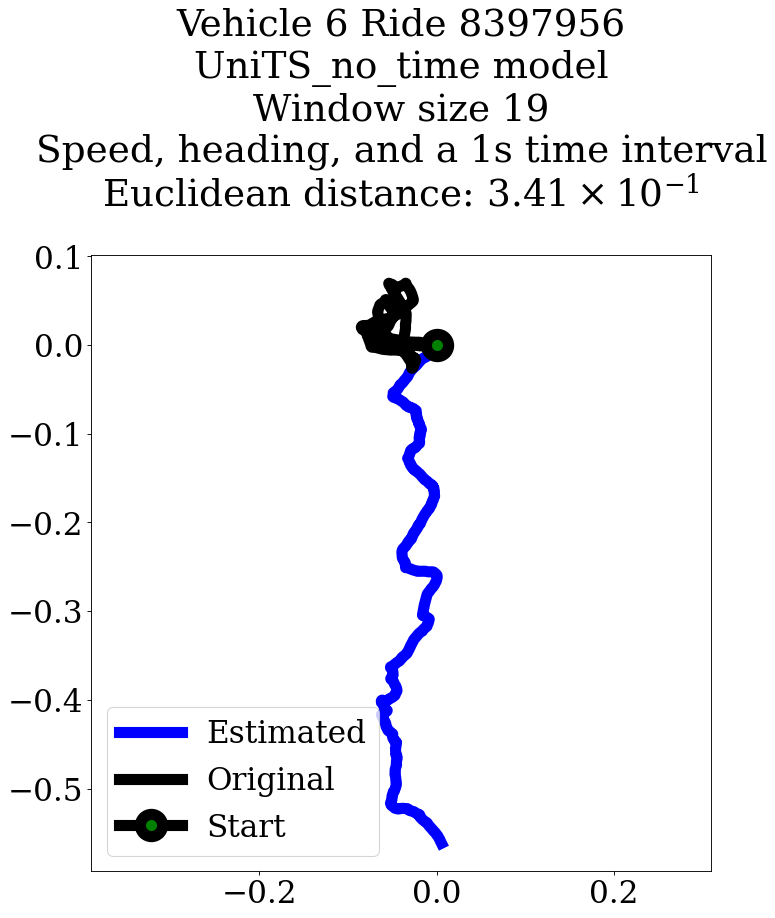 Vehicle 6 Ride 8397956
UniTS_no_time model
Window size 19
Speed, heading, and a 1s time interval
Euclidean distance: 3.41 × 10⁻¹
0.1
0.0
−0.1
−0.2
−0.3
−0.4
−0.5
Estimated
Original
Start
−0.2 0.0 0.2